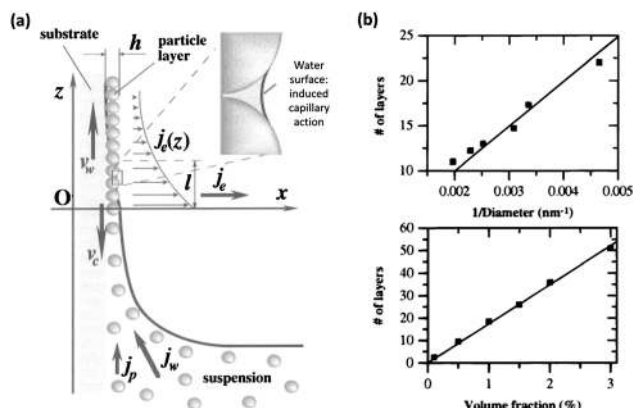 (a)
substrate
h
particle
layer
z
Water
surface:
induced
capillary
action
v_w
j_e(z)
l
j_e
O
x
v_c
j_p
j_w
suspension
(b)
# of layers
25
20
15
10
0.002 0.003 0.004 0.005
1/Diameter (nm⁻¹)
# of layers
60
50
40
30
20
10
0
0 1 2 3
Volume fraction (%)